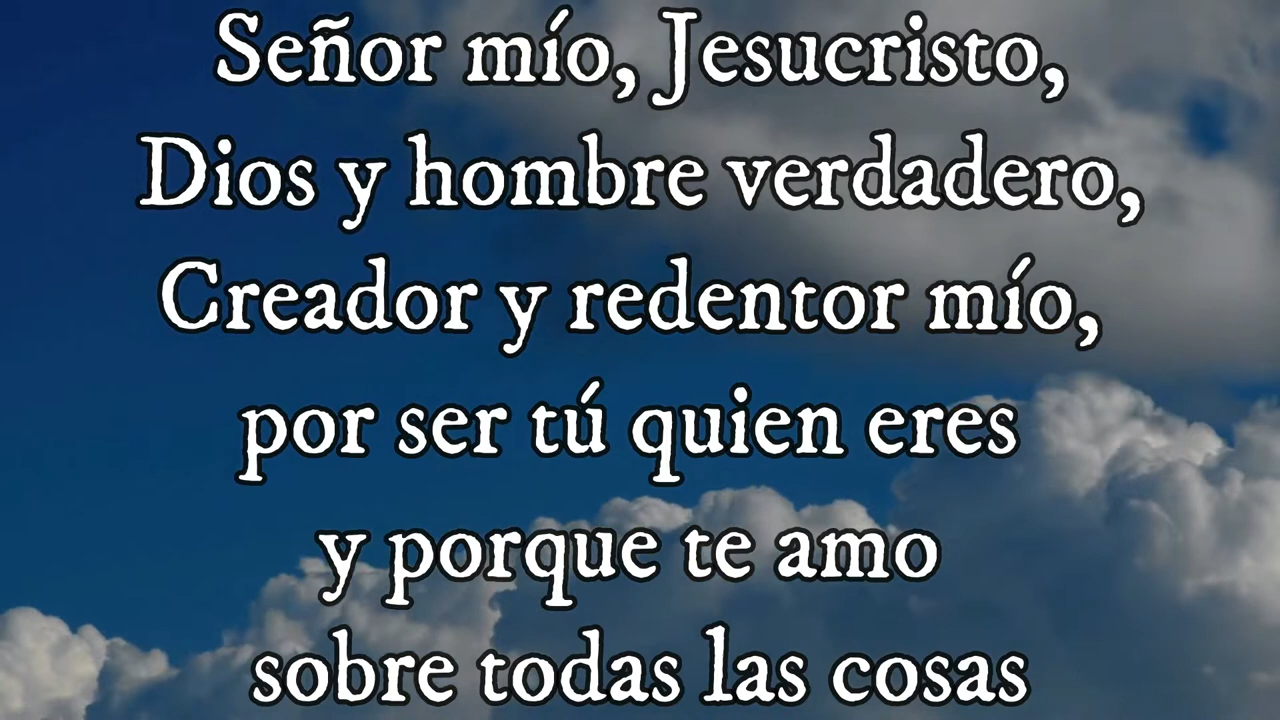 Señor mío, Jesucristo,
Dios y hombre verdadero,
Creador y redentor mío,
por ser tú quien eres
y porque te amo
sobre todas las cosas